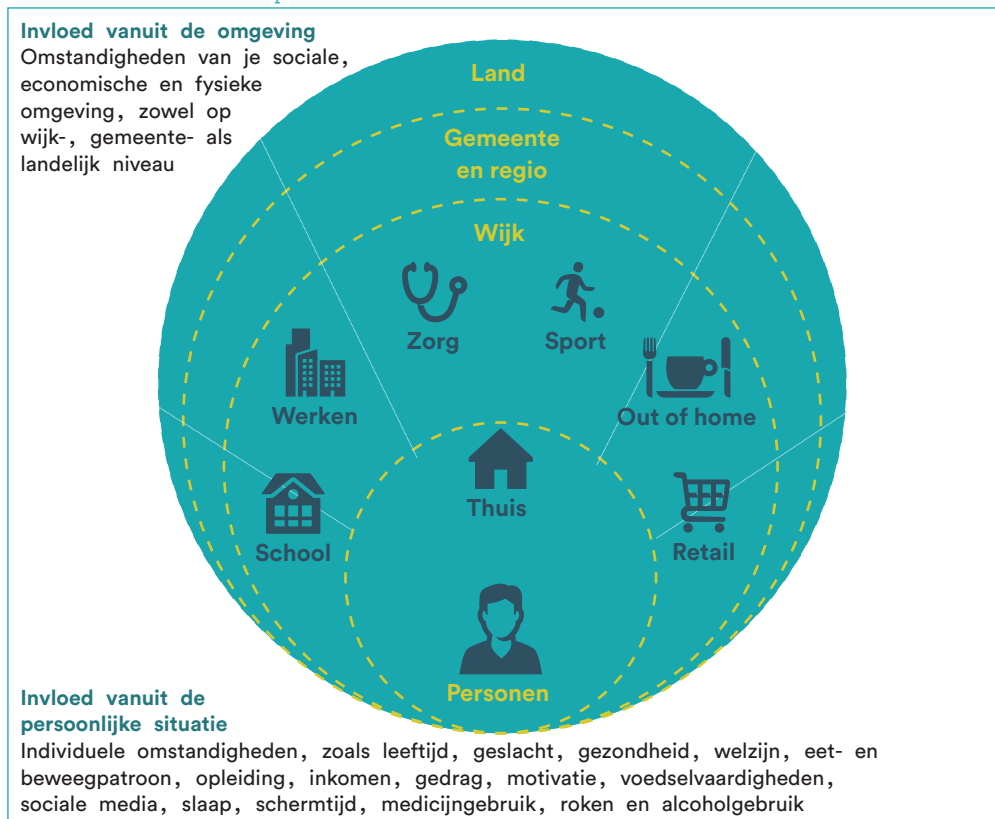 Invloed vanuit de omgeving
Omstandigheden van je sociale,
economische en fysieke
omgeving, zowel op
wijk-, gemeente- als
landelijk niveau
Land
Gemeente
en regio
Wijk
Zorg
Sport
Werken
Out of home
Thuis
School
Retail
Personen
Invloed vanuit de
persoonlijke situatie
Individuele omstandigheden, zoals leeftijd, geslacht, gezondheid, welzijn, eet- en
beweegpatroon, opleiding, inkomen, gedrag, motivatie, voedselvaardigheden,
sociale media, slaap, schermtijd, medicijngebruik, roken en alcoholgebruik